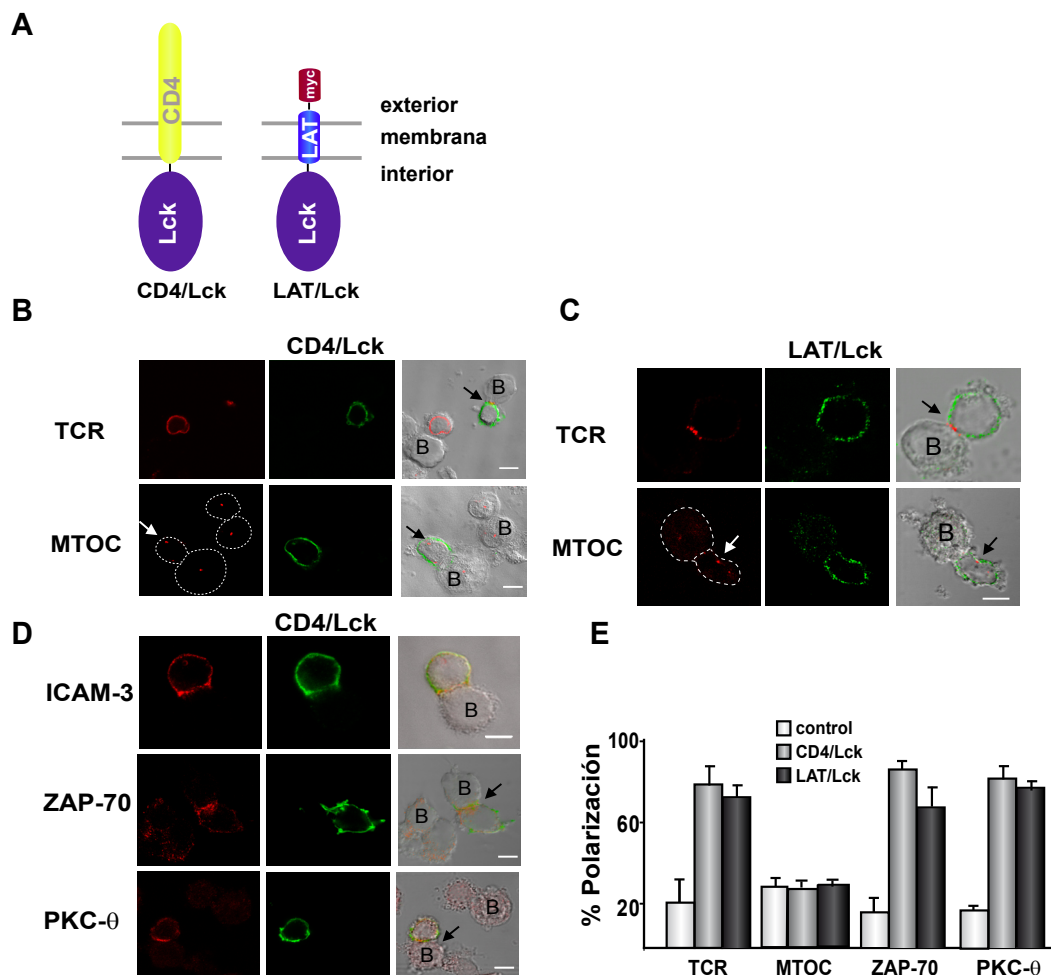 A
CD4
Lck
CD4/Lck
myc
LAT
Lck
LAT/Lck
exterior
membrana
interior
B
CD4/Lck
TCR
B
B
MTOC
B
B
C
LAT/Lck
TCR
B
MTOC
B
D
CD4/Lck
ICAM-3
B
ZAP-70
B
B
PKC-θ
B
B
E
% Polarización
100
60
20
control
CD4/Lck
LAT/Lck
TCR
MTOC
ZAP-70
PKC-θ